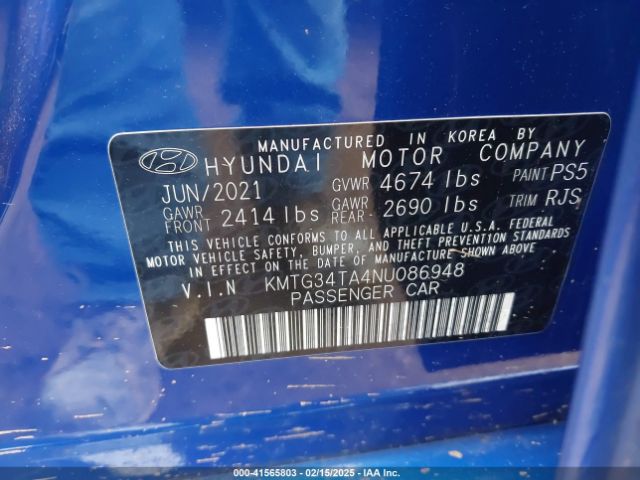 MANUFACTURED IN KOREA BY
HYUNDAI MOTOR COMPANY
JUN/2021 GVWR 4674 lbs PAINT PS5
GAWR FRONT 2414 lbs GAWR REAR 2690 lbs TRIM RJS
THIS VEHICLE CONFORMS TO ALL APPLICABLE U.S.A. FEDERAL
MOTOR VEHICLE SAFETY, BUMPER, AND THEFT PREVENTION STANDARDS
IN EFFECT ON THE DATE OF MANUFACTURE SHOWN ABOVE.
V.I.N KMTG34TA4NU086948
PASSENGER CAR
000-41565803 - 02/15/2025 - IAA Inc.